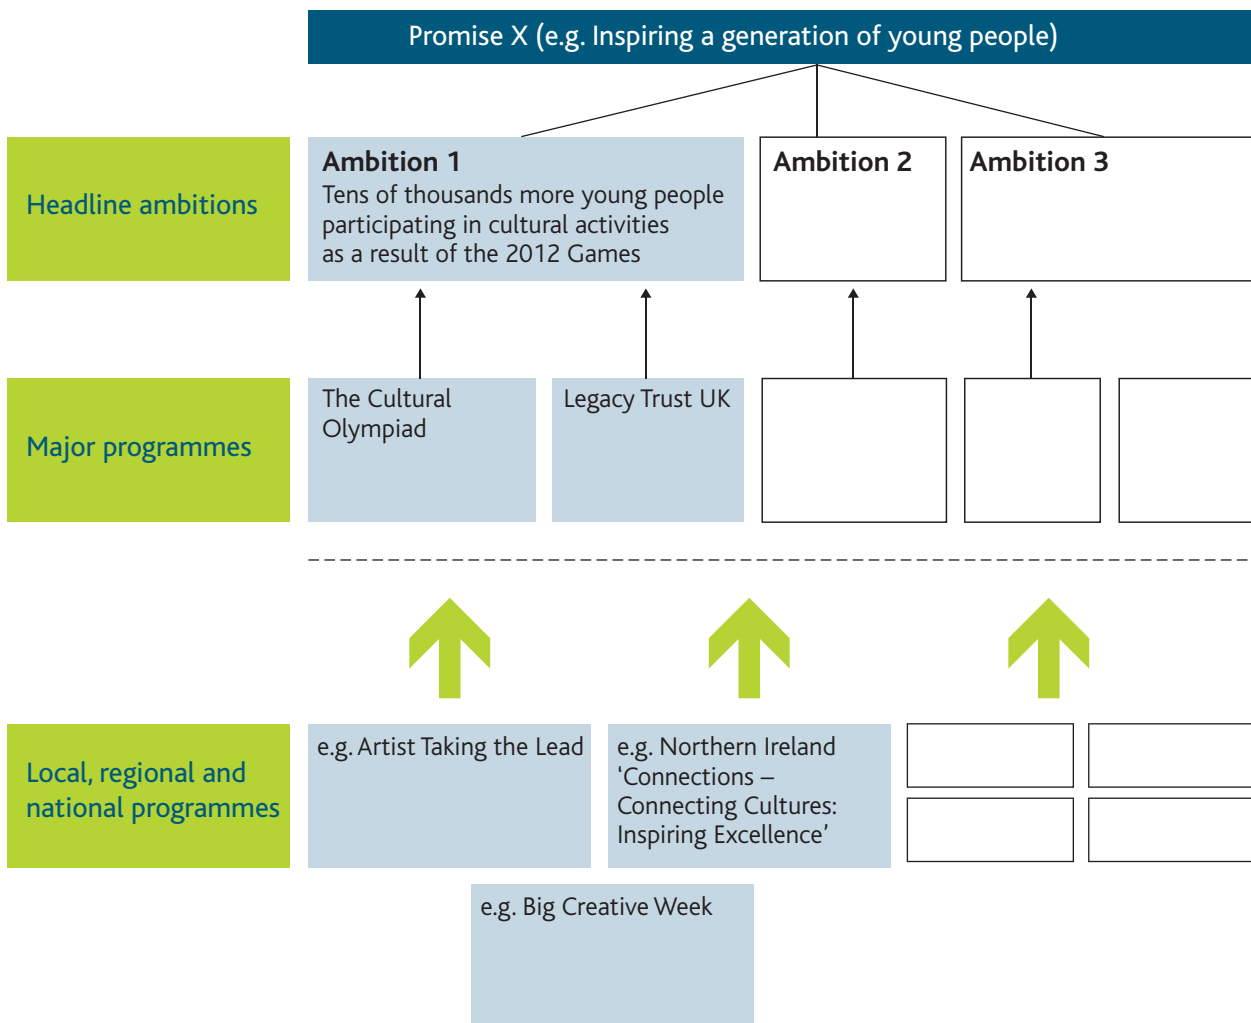 Promise X (e.g. Inspiring a generation of young people)
Headline ambitions
Ambition 1
Tens of thousands more young people
participating in cultural activities
as a result of the 2012 Games
Ambition 2
Ambition 3
Major programmes
The Cultural
Olympiad
Legacy Trust UK
Local, regional and
national programmes
e.g. Artist Taking the Lead
e.g. Northern Ireland
‘Connections –
Connecting Cultures:
Inspiring Excellence’
e.g. Big Creative Week